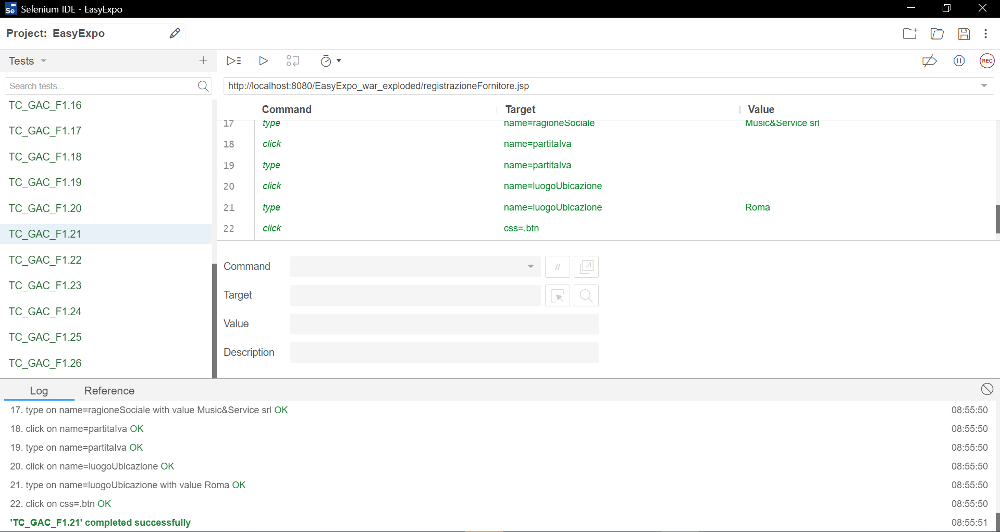 Se Selenium IDE - EasyExpo
Project: EasyExpo
Tests
REC
Search tests...
http://localhost:8080/EasyExpo_war_exploded/registrazioneFornitore.jsp
TC_GAC_F1.16
TC_GAC_F1.17
TC_GAC_F1.18
TC_GAC_F1.19
TC_GAC_F1.20
TC_GAC_F1.21
TC_GAC_F1.22
TC_GAC_F1.23
TC_GAC_F1.24
TC_GAC_F1.25
TC_GAC_F1.26
Command Target Value
17 type name=ragioneSociale Music&Service srl
18 click name=partitaIva
19 type name=partitaIva
20 click name=luogoUbicazione
21 type name=luogoUbicazione Roma
22 click css=.btn
Command //
Target
Value
Description
Log Reference
17. type on name=ragioneSociale with value Music&Service srl OK 08:55:50
18. click on name=partitaIva OK 08:55:50
19. type on name=partitaIva OK 08:55:50
20. click on name=luogoUbicazione OK 08:55:50
21. type on name=luogoUbicazione with value Roma OK 08:55:50
22. click on css=.btn OK 08:55:50
'TC_GAC_F1.21' completed successfully 08:55:51